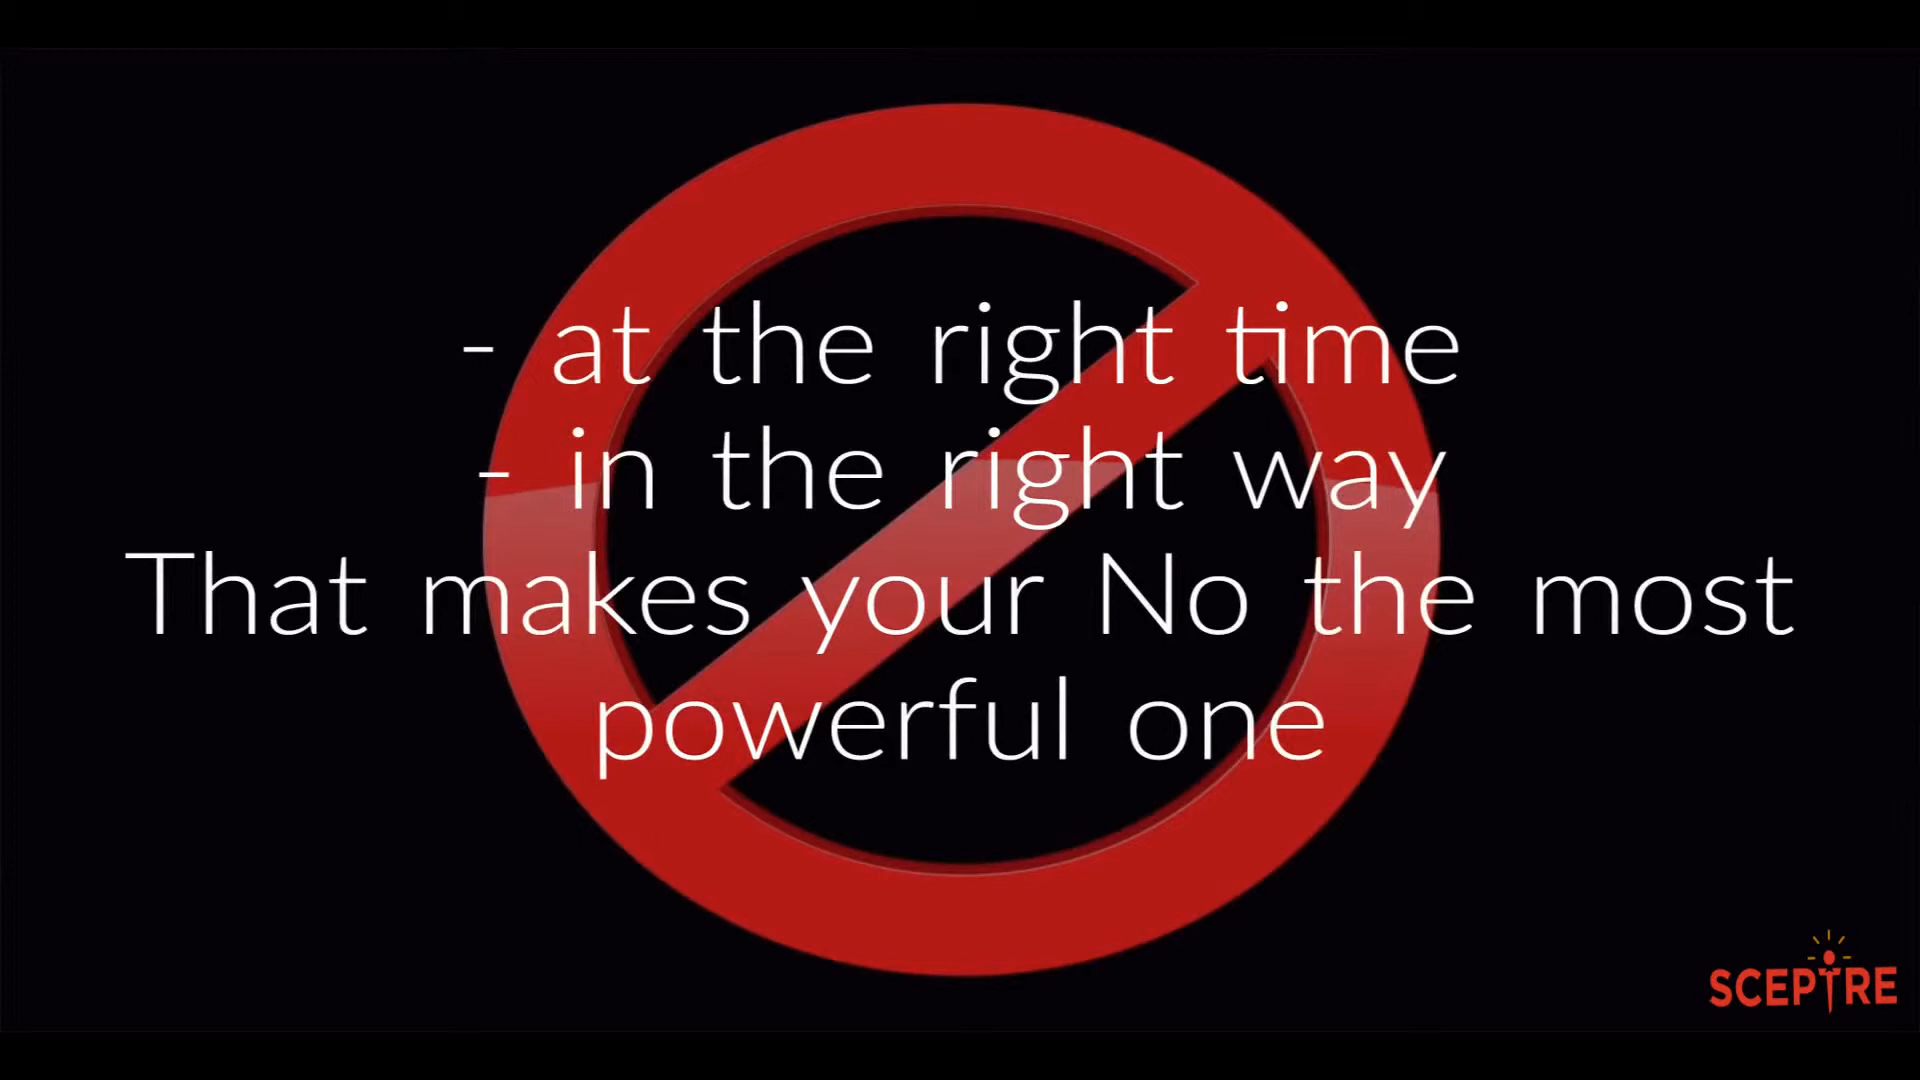 - at the right time
- in the right way
That makes your No the most
powerful one
SCEPTRE